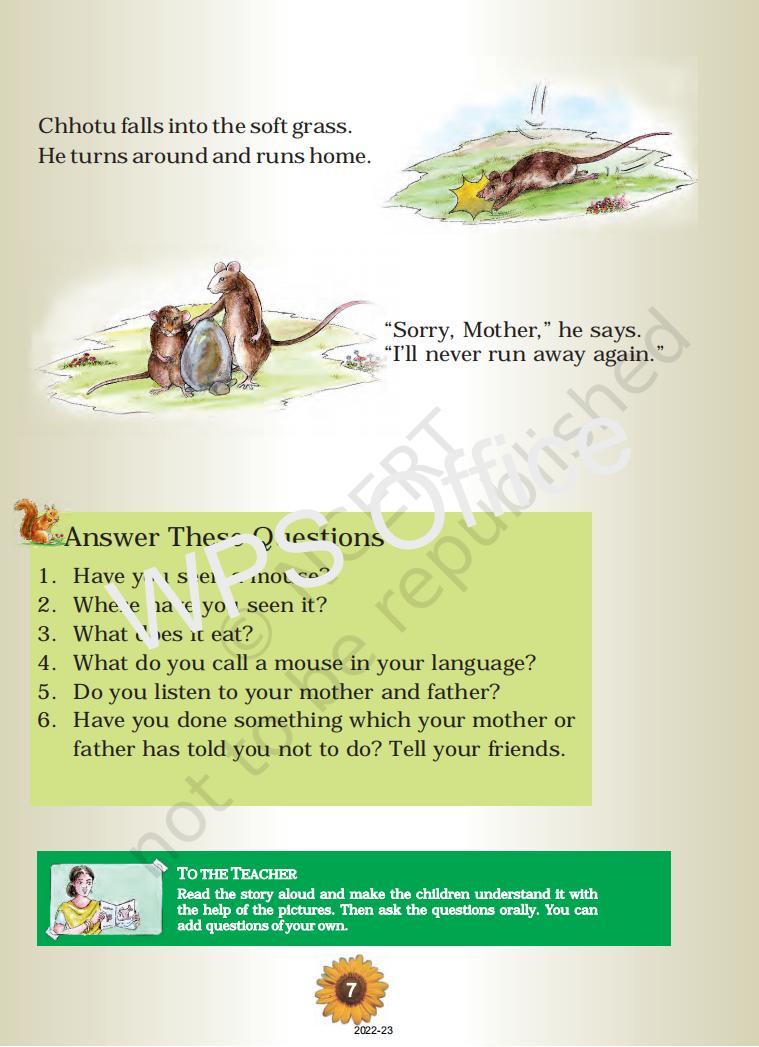 Chhotu falls into the soft grass.
He turns around and runs home.
“Sorry, Mother,” he says.
“I’ll never run away again.”
Answer These Questions
1. Have you seen a mouse?
2. Where have you seen it?
3. What does it eat?
4. What do you call a mouse in your language?
5. Do you listen to your mother and father?
6. Have you done something which your mother or
father has told you not to do? Tell your friends.
© NCERT
not to be republished
WPS Office
TO THE TEACHER
Read the story aloud and make the children understand it with
the help of the pictures. Then ask the questions orally. You can
add questions of your own.
7
2022-23